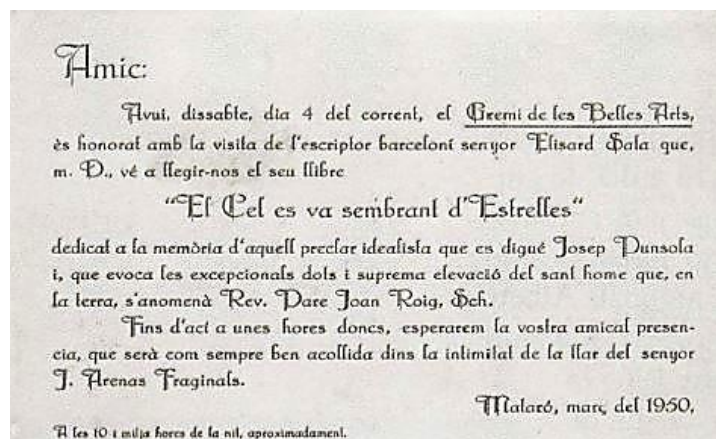 Amic:
Avui, dissabte, dia 4 del corrent, el Gremi de les Belles Arts,
ès honorat amb la visita de l'escriptor barceloní senyor Elisard Sala que,
m. D., vé a llegir-nos el seu llibre
“El Cel es va sembrant d'Estrelles“
dedicat a la memòria d'aquell preclar idealista que es digué Josep Punsola
i, que evoca les excepcionals dots i suprema elevació del sant home que, en
la terra, s'anomenà Rev. Pare Joan Roig, Sch.
Fins d'ací a unes hores doncs, esperarem la vostra amical presen-
cia, que serà com sempre ben acollida dins la intimitat de la llar del senyor
J. Arenas Fraginals.
Mataró, març del 1950.
A les 10 i mitja hores de la nit, aproximadament.